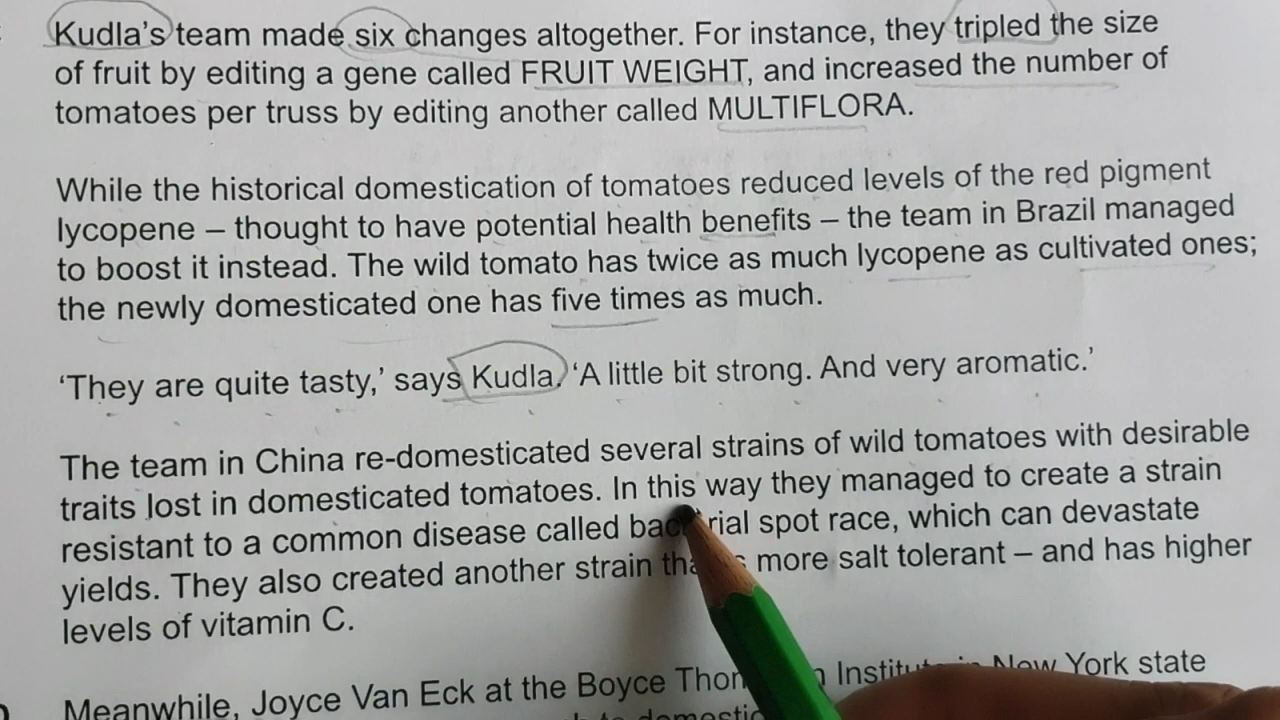 Kudla's team made six changes altogether. For instance, they tripled the size
of fruit by editing a gene called FRUIT WEIGHT, and increased the number of
tomatoes per truss by editing another called MULTIFLORA.
While the historical domestication of tomatoes reduced levels of the red pigment
lycopene – thought to have potential health benefits – the team in Brazil managed
to boost it instead. The wild tomato has twice as much lycopene as cultivated ones;
the newly domesticated one has five times as much.
‘They are quite tasty,’ says Kudla. ‘A little bit strong. And very aromatic.’
The team in China re-domesticated several strains of wild tomatoes with desirable
traits lost in domesticated tomatoes. In this way they managed to create a strain
resistant to a common disease called spot race, which can devastate
yields. They also created another strain more salt tolerant – and has higher
levels of vitamin C.
Meanwhile, Joyce Van Eck at the Boyce in New York state